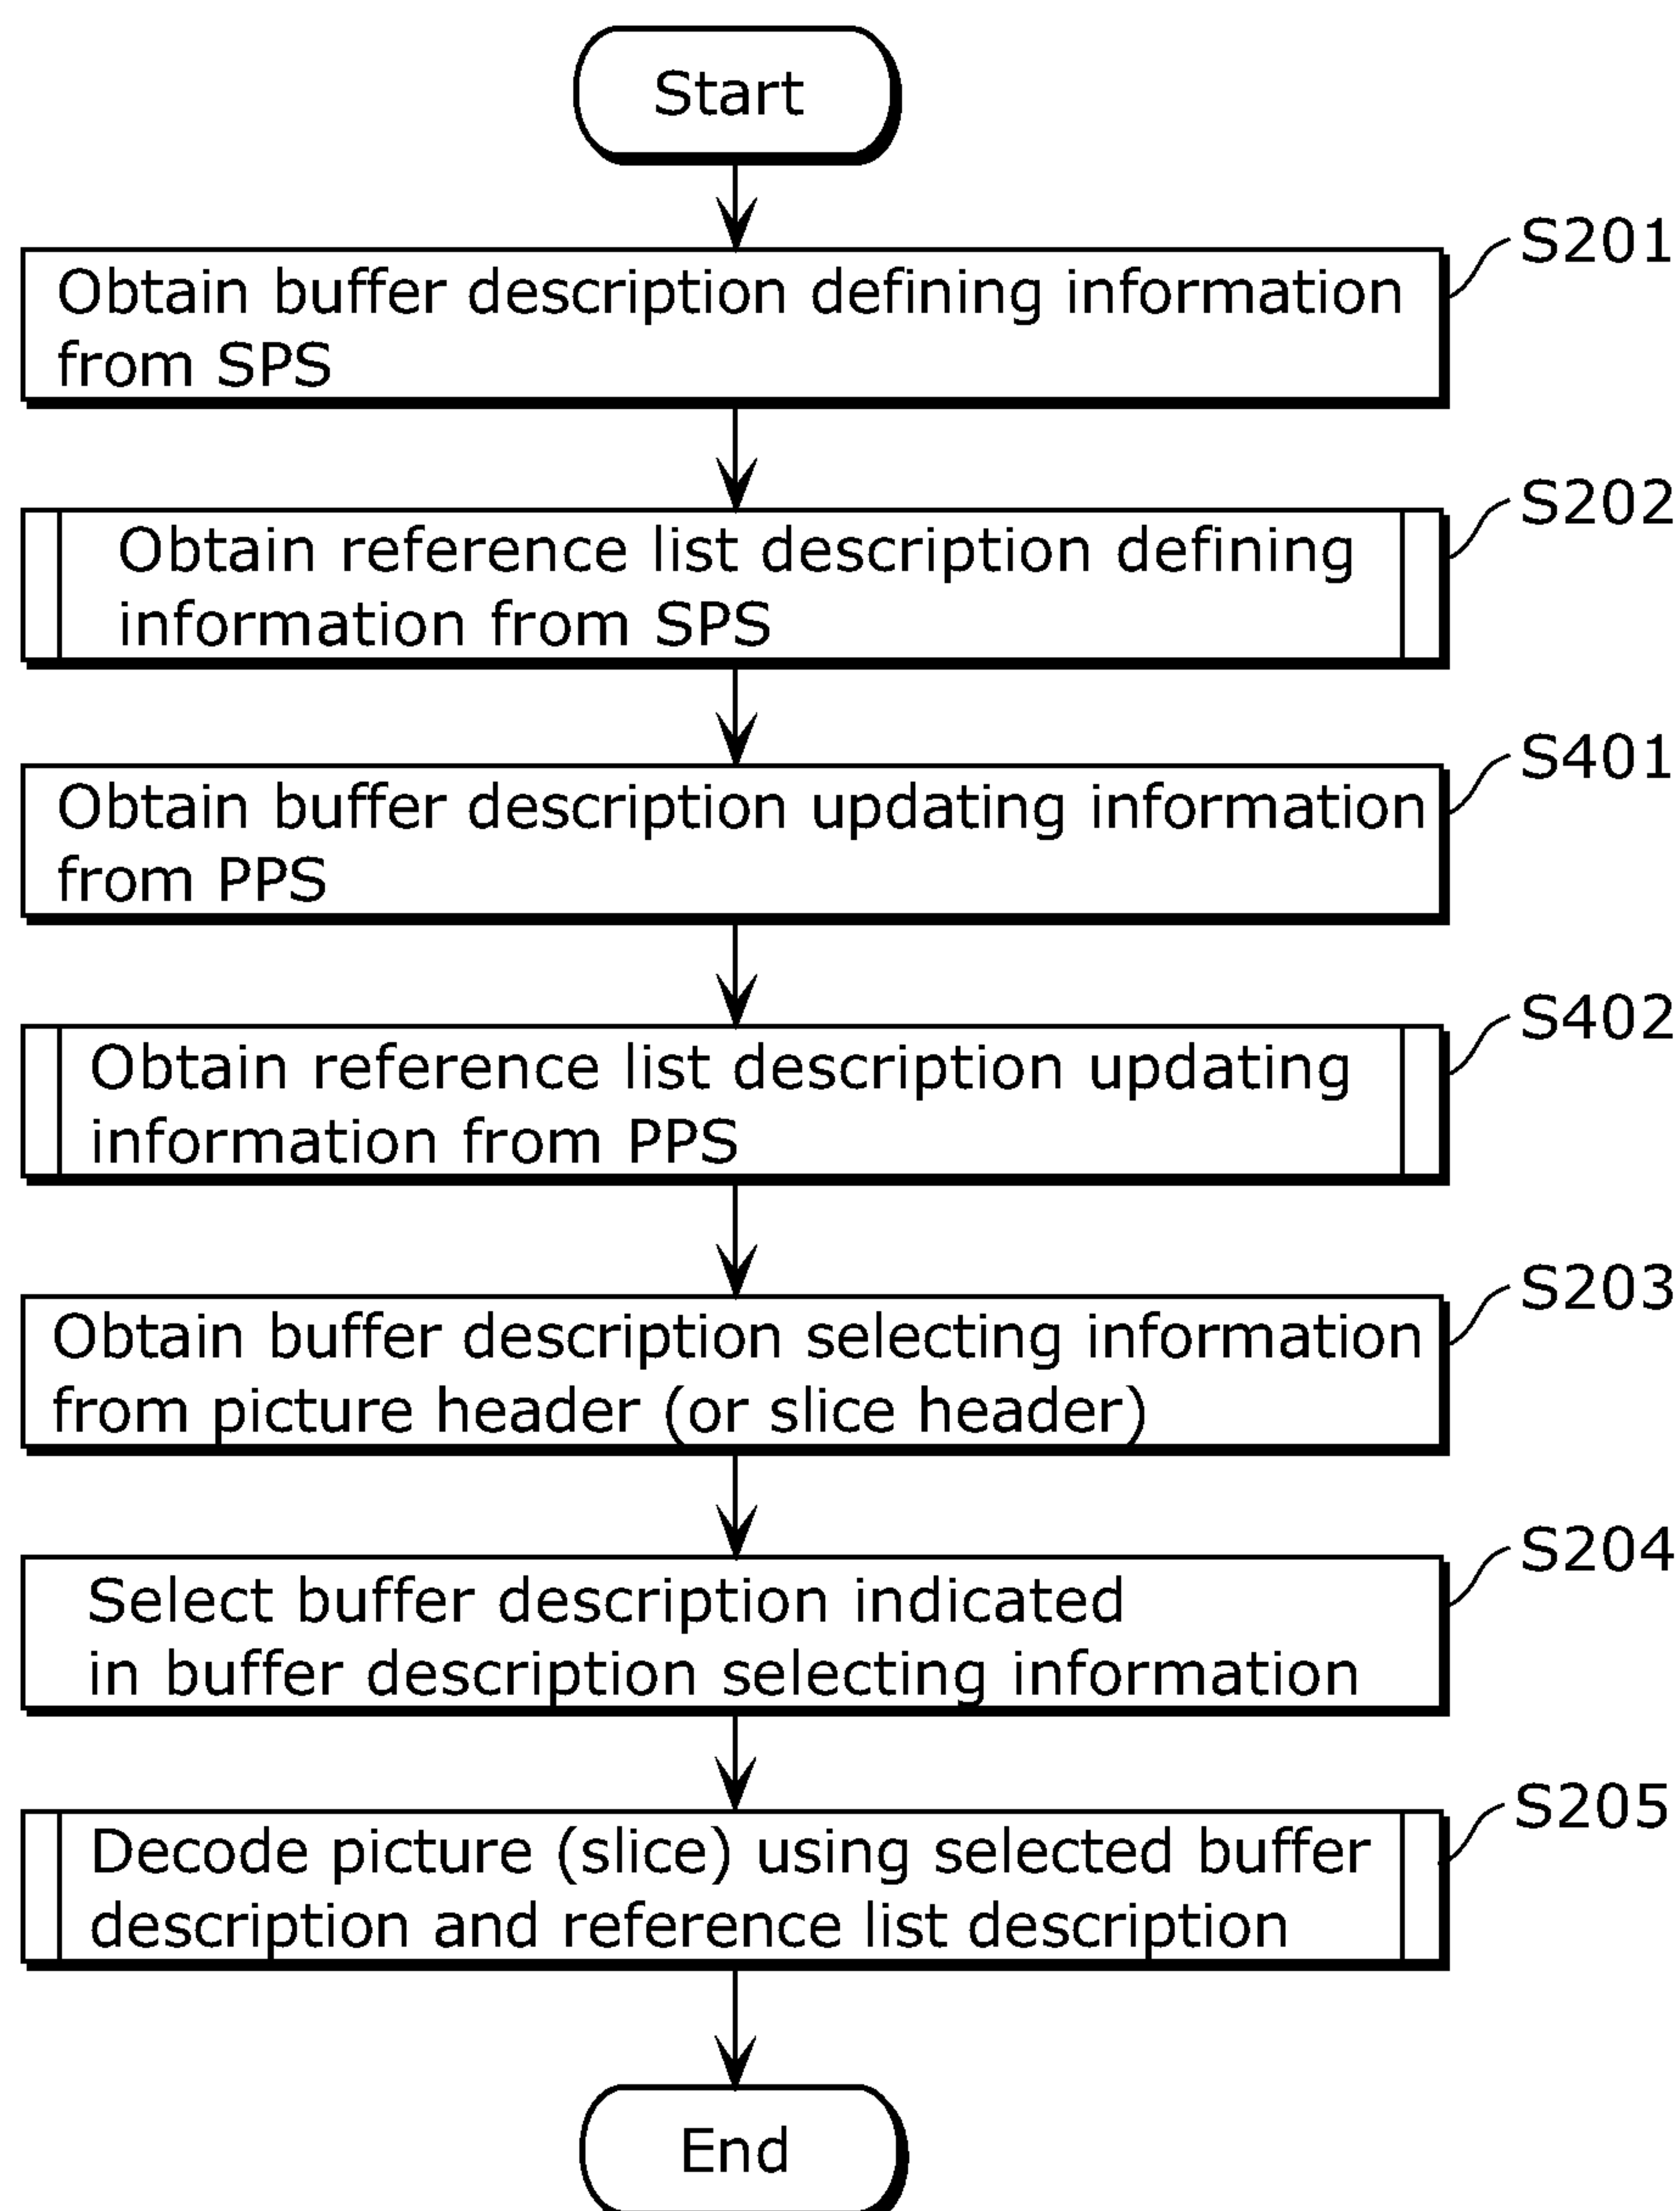 Start
S201
Obtain buffer description defining information
from SPS
S202
Obtain reference list description defining
information from SPS
S401
Obtain buffer description updating information
from PPS
S402
Obtain reference list description updating
information from PPS
S203
Obtain buffer description selecting information
from picture header (or slice header)
S204
Select buffer description indicated
in buffer description selecting information
S205
Decode picture (slice) using selected buffer
description and reference list description
End